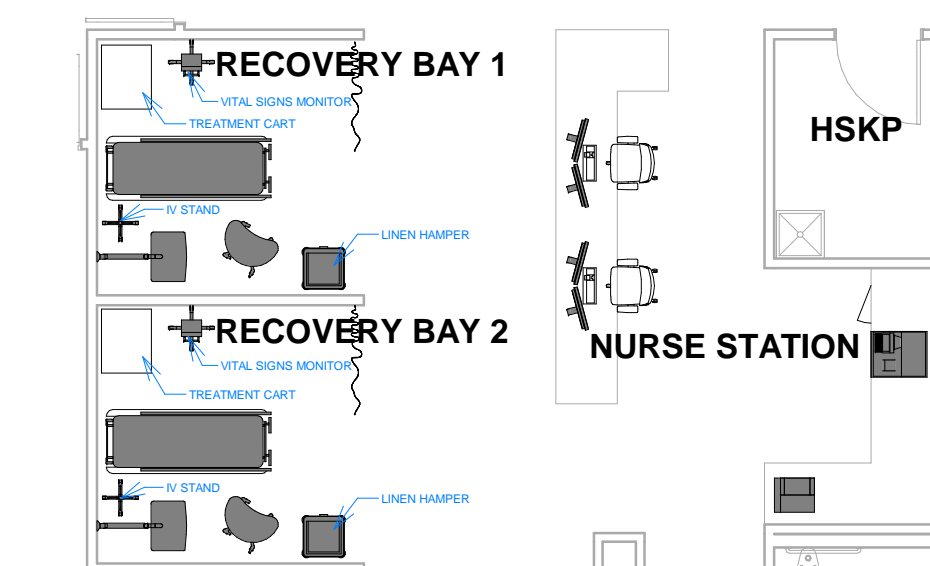 RECOVERY BAY 1
VITAL SIGNS MONITOR
TREATMENT CART
HSKP
IV STAND
LINEN HAMPER
RECOVERY BAY 2
NURSE STATION
VITAL SIGNS MONITOR
TREATMENT CART
IV STAND
LINEN HAMPER